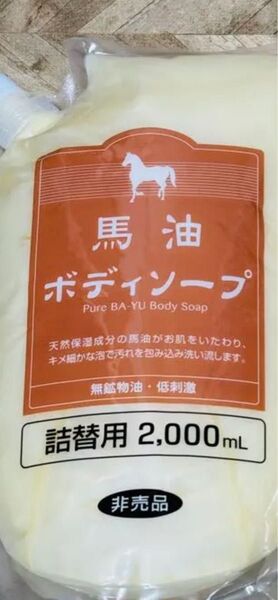 馬油
ボディソープ
Pure BA-YU Body Soap
天然保湿成分の馬油がお肌をいたわり、
キメ細かな泡で汚れを包み込み洗い流します。
無鉱物油・低刺激
詰替用 2,000mL
非売品